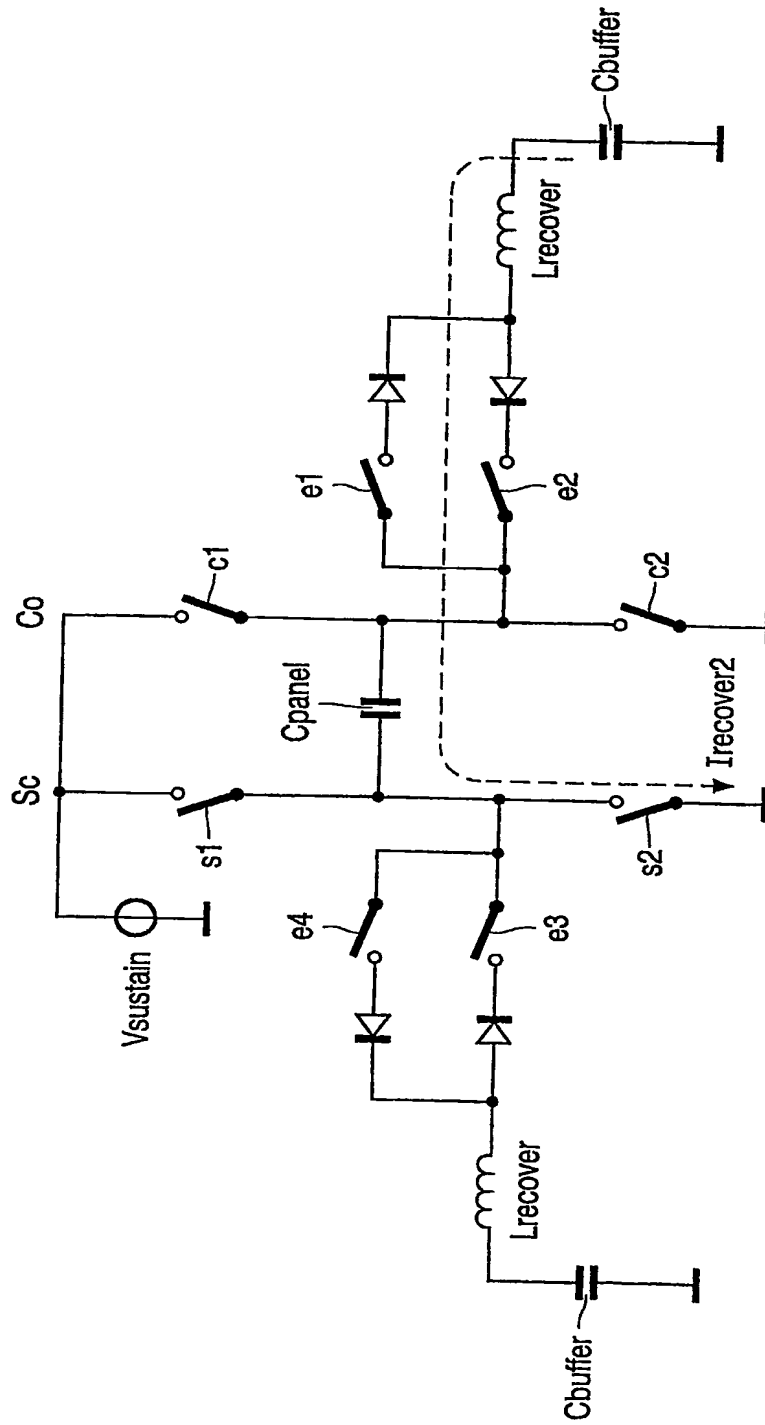 Sc
Co
Vsustain
s1
c1
Cpanel
e4
e3
e1
e2
Lrecover
Lrecover
Cbuffer
Cbuffer
s2
c2
Irecover2